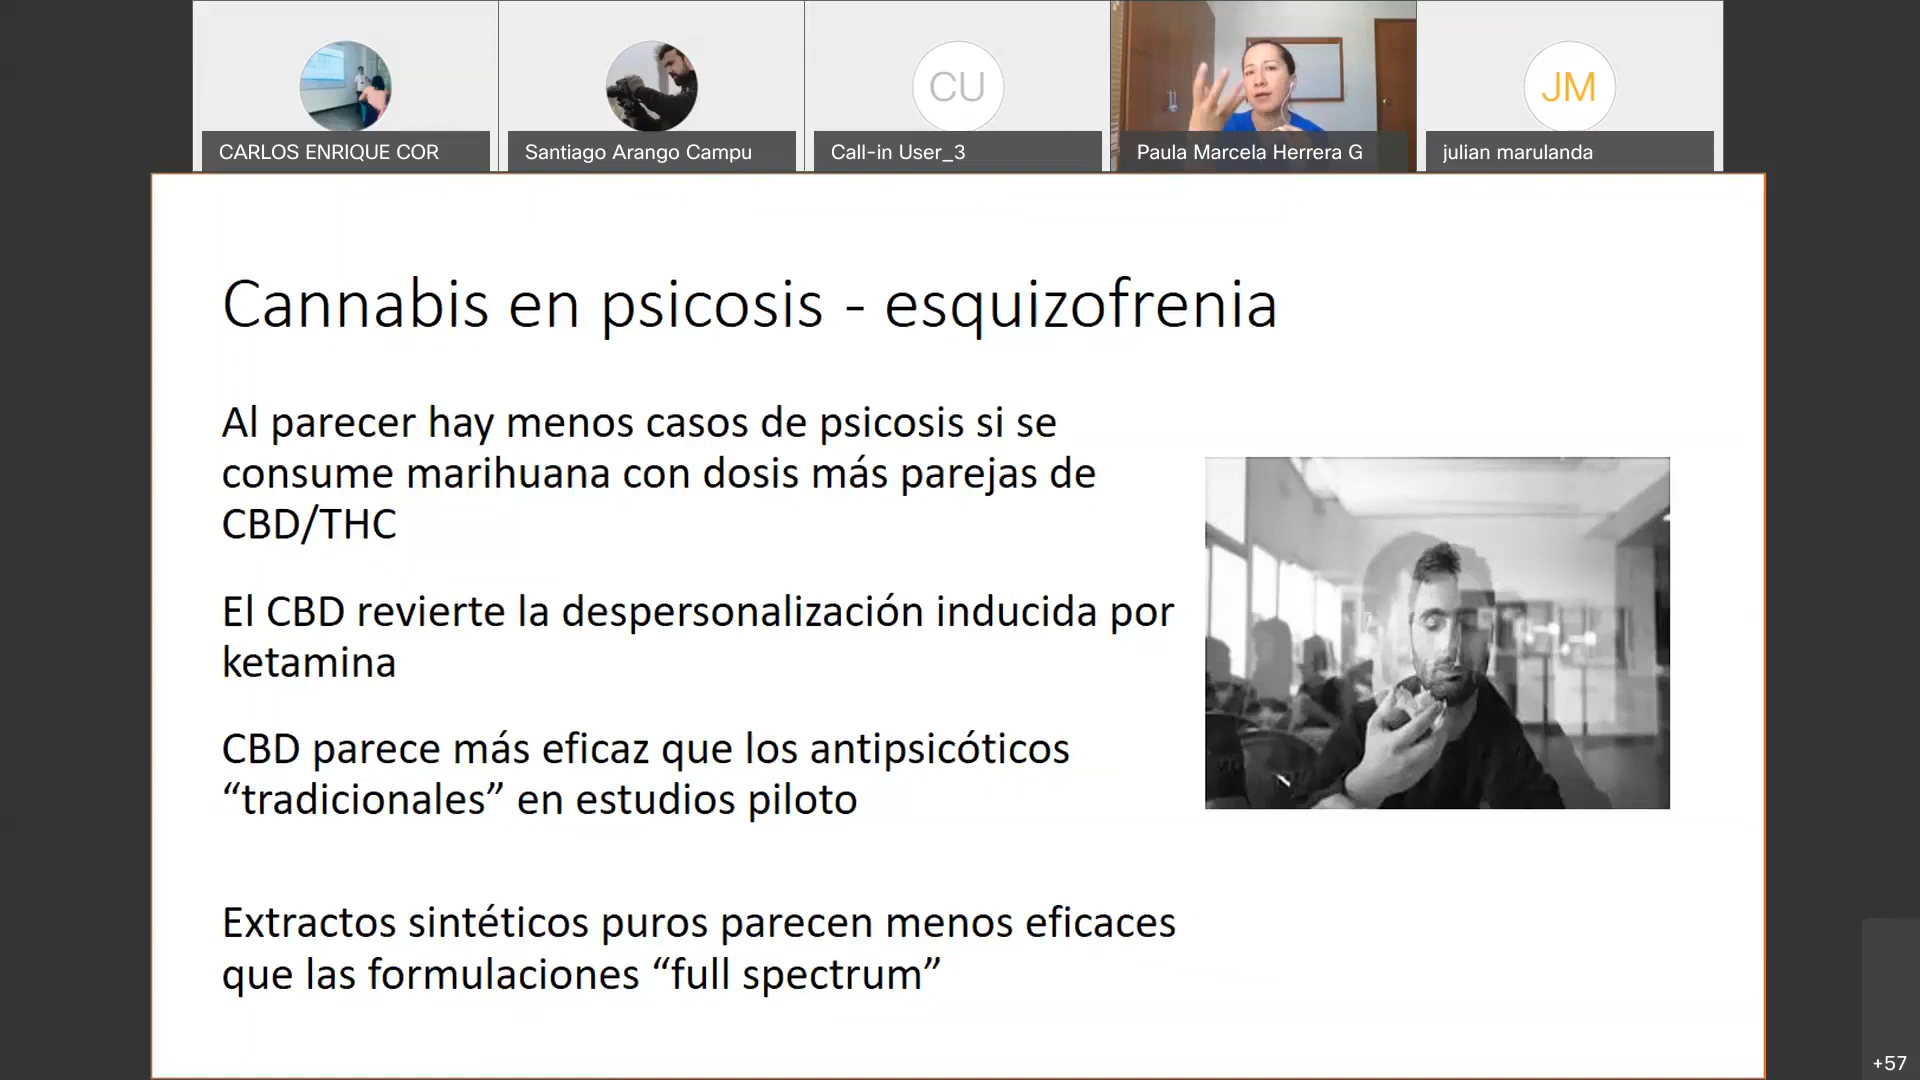 CARLOS ENRIQUE COR
Santiago Arango Campu
CU
Call-in User_3
Paula Marcela Herrera G
JM
julian marulanda
Cannabis en psicosis - esquizofrenia
Al parecer hay menos casos de psicosis si se
consume marihuana con dosis más parejas de
CBD/THC
El CBD revierte la despersonalización inducida por
ketamina
CBD parece más eficaz que los antipsicóticos
“tradicionales” en estudios piloto
Extractos sintéticos puros parecen menos eficaces
que las formulaciones “full spectrum”
+57